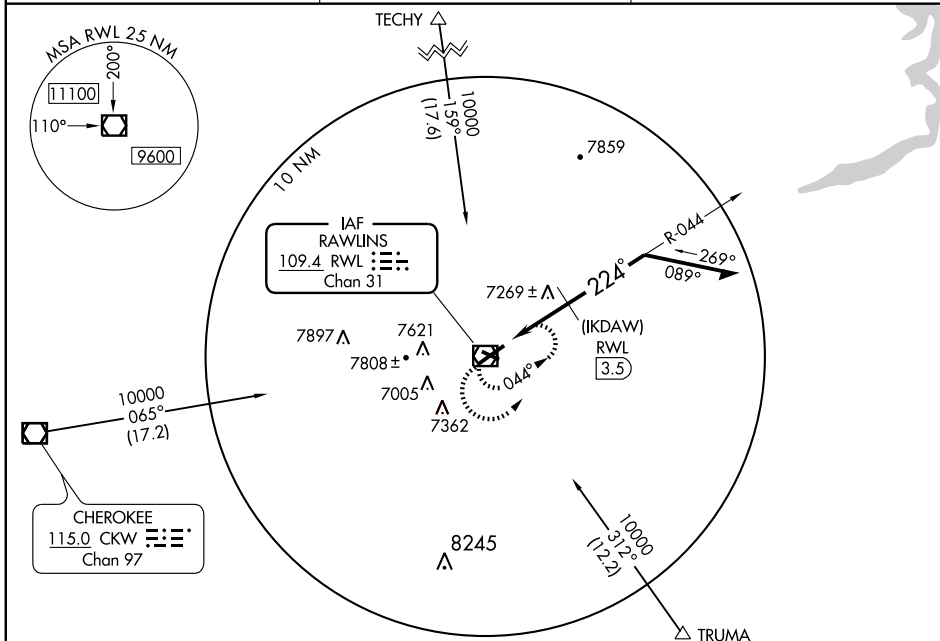 TECHY
MSA RWL 25 NM
200°
11100
110°
9600
10 NM
10000
159°
(17.6)
7859
IAF
RAWLINS
109.4 RWL
Chan 31
R-044
269°
089°
224°
7269 ±
(IKDAW)
RWL
3.5
7897
7621
7808 ±
7005
7362
044°
10000
065°
(17.2)
CHEROKEE
115.0 CKW
Chan 97
8245
10000
312°
(12.2)
TRUMA